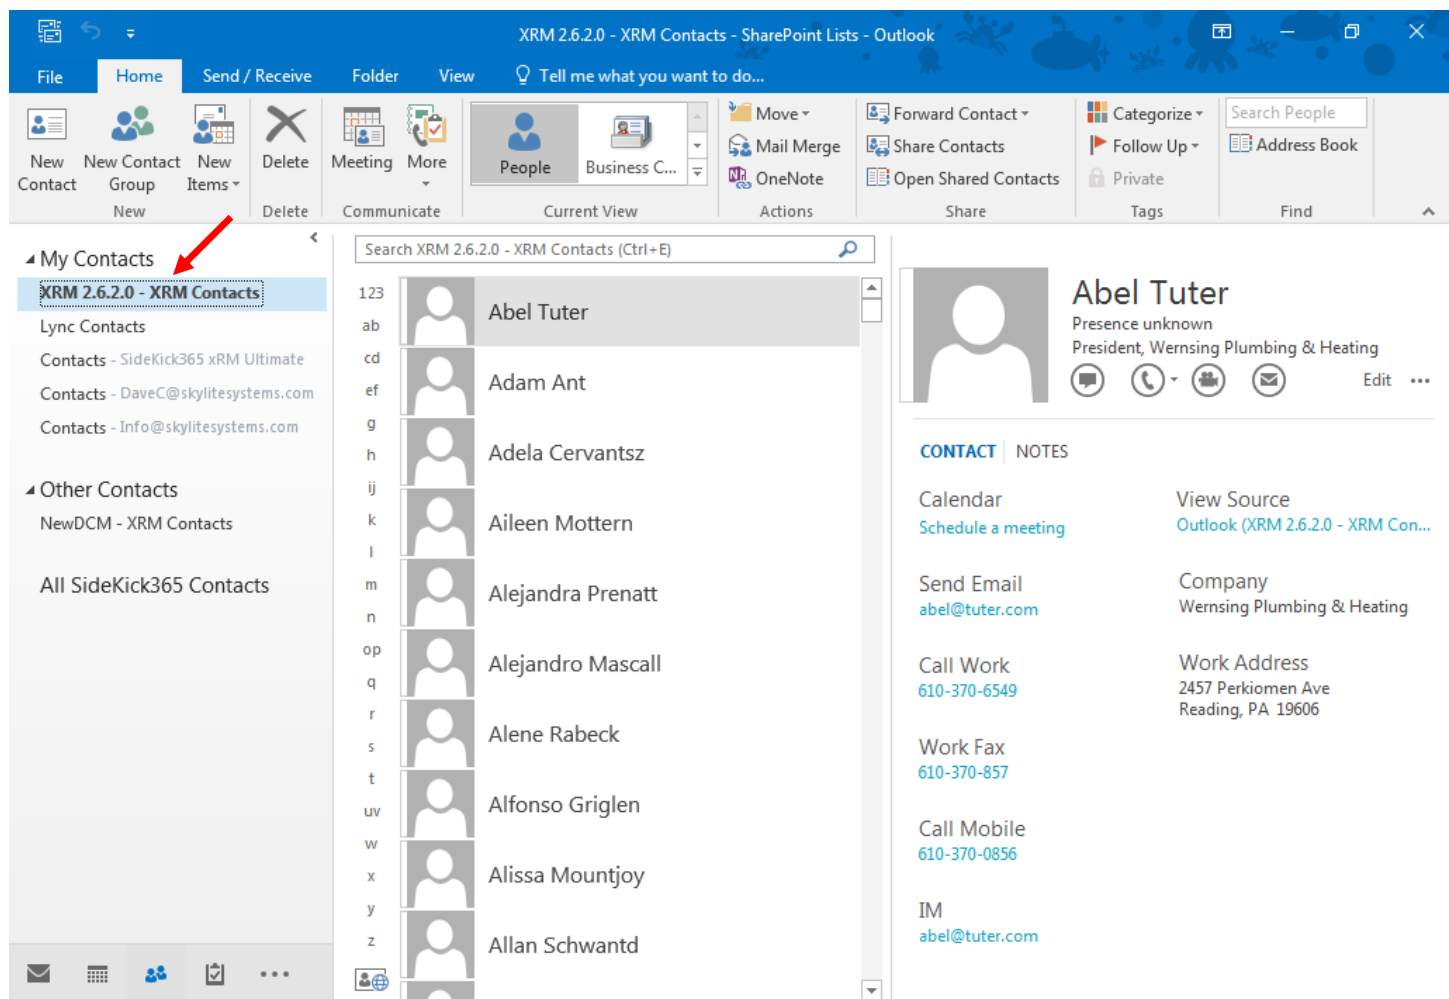 XRM 2.6.2.0 - XRM Contacts - SharePoint Lists - Outlook
File Home Send / Receive Folder View Tell me what you want to do...
New Contact
New Contact Group
New Items
Delete
Meeting
More
People
Business C...
Move
Mail Merge
OneNote
Forward Contact
Share Contacts
Open Shared Contacts
Categorize
Follow Up
Private
Search People
Address Book
New Delete Communicate Current View Actions Share Tags Find
My Contacts
XRM 2.6.2.0 - XRM Contacts
Lync Contacts
Contacts - SideKick365 xRM Ultimate
Contacts - DaveC@skylitesystems.com
Contacts - Info@skylitesystems.com
Other Contacts
NewDCM - XRM Contacts
All SideKick365 Contacts
Search XRM 2.6.2.0 - XRM Contacts (Ctrl+E)
123
ab
cd
ef
g
h
ij
k
l
m
n
op
q
r
s
t
uv
w
x
y
z
Abel Tuter
Adam Ant
Adela Cervantsz
Aileen Mottern
Alejandra Prenatt
Alejandro Mascall
Alene Rabeck
Alfonso Griglen
Alissa Mountjoy
Allan Schwantd
Abel Tuter
Presence unknown
President, Wernsing Plumbing & Heating
Edit
CONTACT NOTES
Calendar
Schedule a meeting
Send Email
abel@tuter.com
Call Work
610-370-6549
Work Fax
610-370-857
Call Mobile
610-370-0856
IM
abel@tuter.com
View Source
Outlook (XRM 2.6.2.0 - XRM Con...
Company
Wernsing Plumbing & Heating
Work Address
2457 Perkiomen Ave
Reading, PA 19606